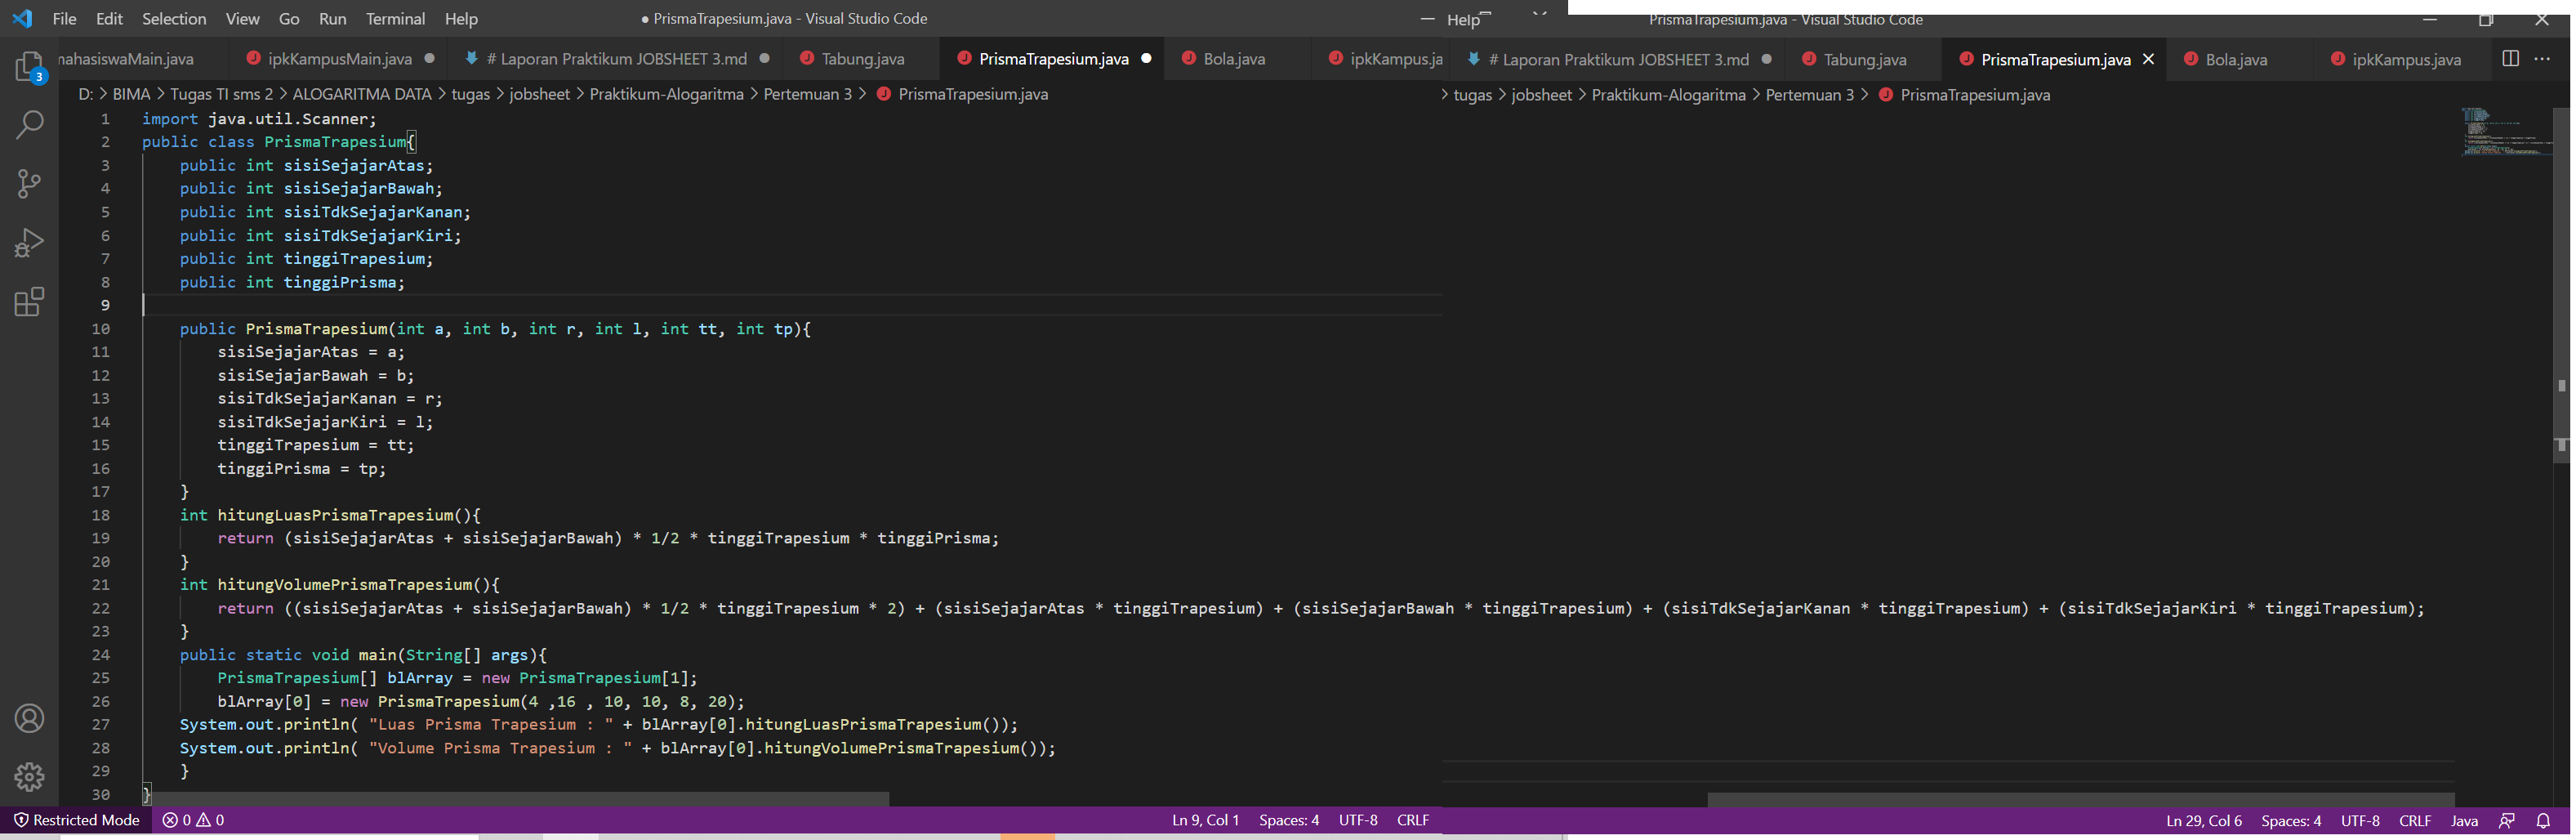 File Edit Selection View Go Run Terminal Help
● PrismaTrapesium.java - Visual Studio Code
Help
PrismaTrapesium.java - Visual Studio Code
nahasiswaMain.java ipkKampusMain.java # Laporan Praktikum JOBSHEET 3.md Tabung.java PrismaTrapesium.java Bola.java ipkKampus.ja
# Laporan Praktikum JOBSHEET 3.md Tabung.java PrismaTrapesium.java Bola.java ipkKampus.java
3
D: > BIMA > Tugas TI sms 2 > ALOGARITMA DATA > tugas > jobsheet > Praktikum-Alogaritma > Pertemuan 3 > PrismaTrapesium.java
> tugas > jobsheet > Praktikum-Alogaritma > Pertemuan 3 > PrismaTrapesium.java
1 import java.util.Scanner;
2 public class PrismaTrapesium{
3 public int sisiSejajarAtas;
4 public int sisiSejajarBawah;
5 public int sisiTdkSejajarKanan;
6 public int sisiTdkSejajarKiri;
7 public int tinggiTrapesium;
8 public int tinggiPrisma;
9
10 public PrismaTrapesium(int a, int b, int r, int l, int tt, int tp){
11 sisiSejajarAtas = a;
12 sisiSejajarBawah = b;
13 sisiTdkSejajarKanan = r;
14 sisiTdkSejajarKiri = l;
15 tinggiTrapesium = tt;
16 tinggiPrisma = tp;
17 }
18 int hitungLuasPrismaTrapesium(){
19 return (sisiSejajarAtas + sisiSejajarBawah) * 1/2 * tinggiTrapesium * tinggiPrisma;
20 }
21 int hitungVolumePrismaTrapesium(){
22 return ((sisiSejajarAtas + sisiSejajarBawah) * 1/2 * tinggiTrapesium * 2) + (sisiSejajarAtas * tinggiTrapesium) + (sisiSejajarBawah * tinggiTrapesium) + (sisiTdkSejajarKanan * tinggiTrapesium) + (sisiTdkSejajarKiri * tinggiTrapesium);
23 }
24 public static void main(String[] args){
25 PrismaTrapesium[] blArray = new PrismaTrapesium[1];
26 blArray[0] = new PrismaTrapesium(4 ,16 , 10, 10, 8, 20);
27 System.out.println( "Luas Prisma Trapesium : " + blArray[0].hitungLuasPrismaTrapesium());
28 System.out.println( "Volume Prisma Trapesium : " + blArray[0].hitungVolumePrismaTrapesium());
29 }
30 }
Restricted Mode 0 0 Ln 9, Col 1 Spaces: 4 UTF-8 CRLF
Ln 29, Col 6 Spaces: 4 UTF-8 CRLF Java